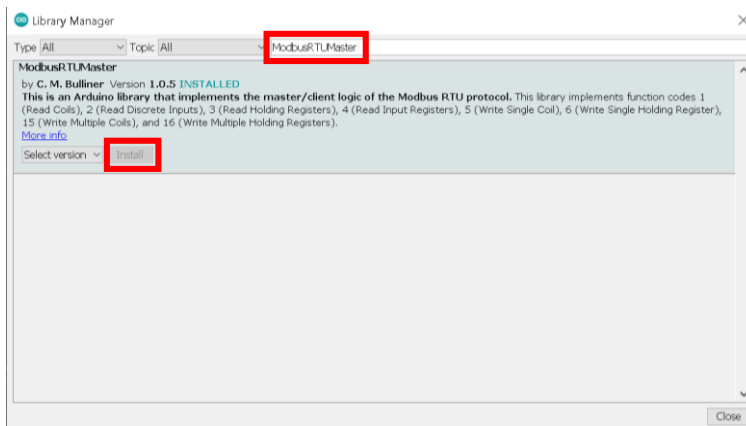 Library Manager
Type All Topic All ModbusRTUMaster
ModbusRTUMaster
by C. M. Bulliner Version 1.0.5 INSTALLED
This is an Arduino library that implements the master/client logic of the Modbus RTU protocol. This library implements function codes 1
(Read Coils), 2 (Read Discrete Inputs), 3 (Read Holding Registers), 4 (Read Input Registers), 5 (Write Single Coil), 6 (Write Single Holding Register),
15 (Write Multiple Coils), and 16 (Write Multiple Holding Registers).
More info
Select version Install
Close